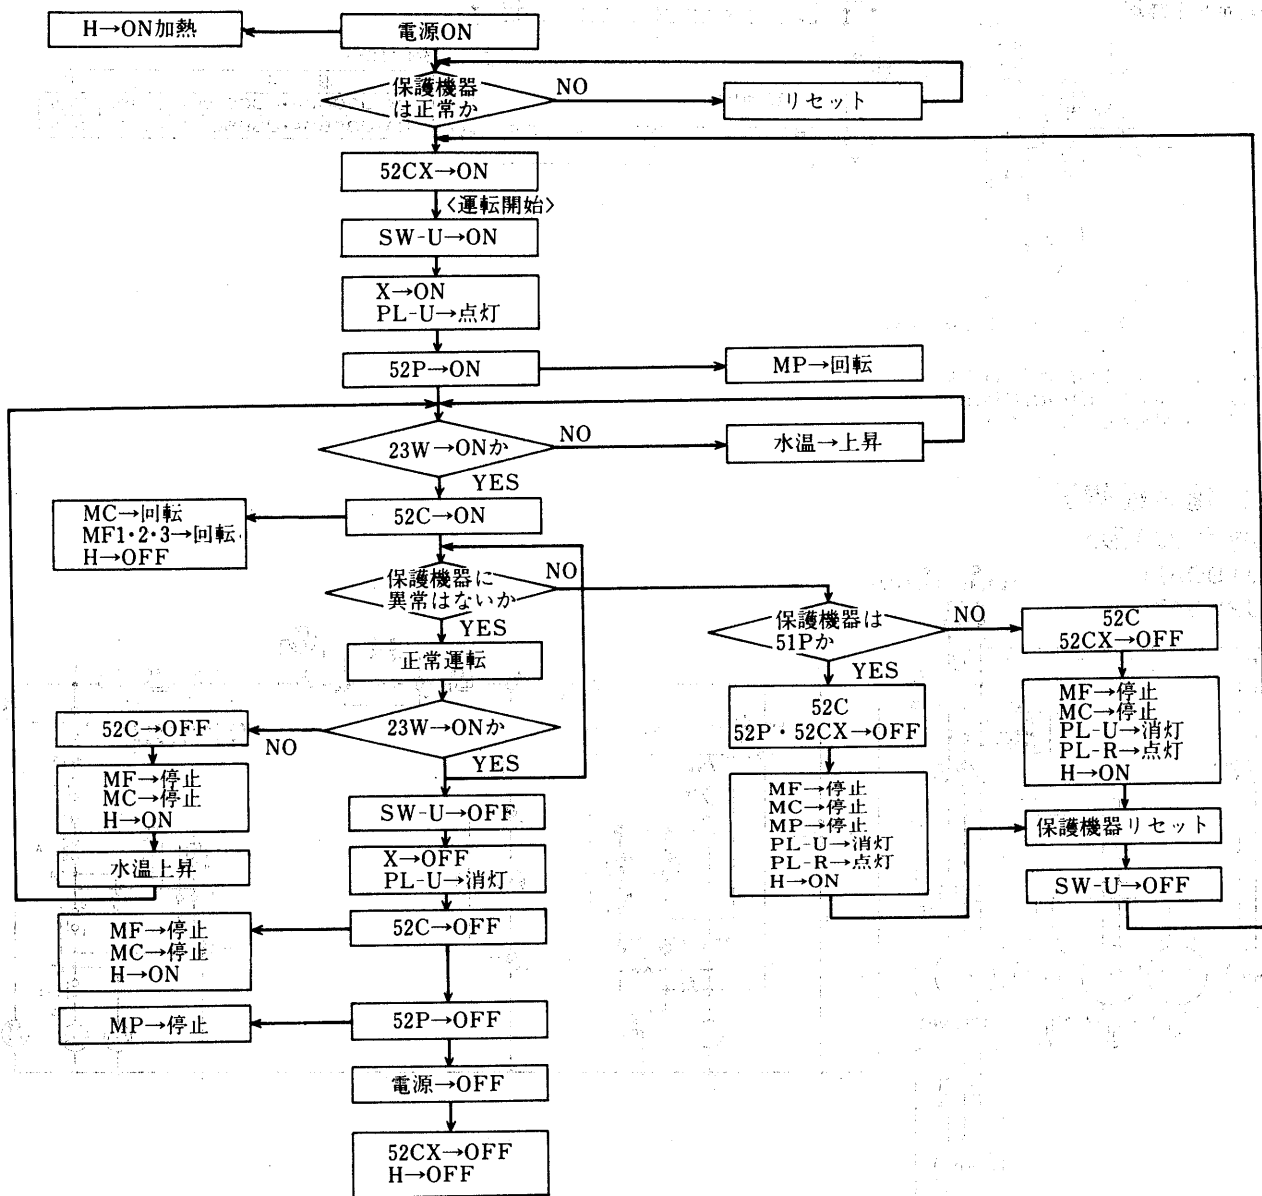 H→ON加熱
電源ON
保護機器
は正常か
NO
リセット
52CX→ON
〈運転開始〉
SW-U→ON
X→ON
PL-U→点灯
52P→ON
MP→回転
23W→ONか
NO
水温→上昇
YES
52C→ON
MC→回転
MF1・2・3→回転
H→OFF
保護機器に
異常はないか
NO
YES
保護機器は
51Pか
NO
YES
52C
52CX→OFF
正常運転
MF→停止
MC→停止
PL-U→消灯
PL-R→点灯
H→ON
52C
52P・52CX→OFF
23W→ONか
NO
YES
52C→OFF
MF→停止
MC→停止
H→ON
水温上昇
MF→停止
MC→停止
MP→停止
PL-U→消灯
PL-R→点灯
H→ON
保護機器リセット
SW-U→OFF
SW-U→OFF
X→OFF
PL-U→消灯
52C→OFF
MF→停止
MC→停止
H→ON
52P→OFF
MP→停止
電源→OFF
52CX→OFF
H→OFF